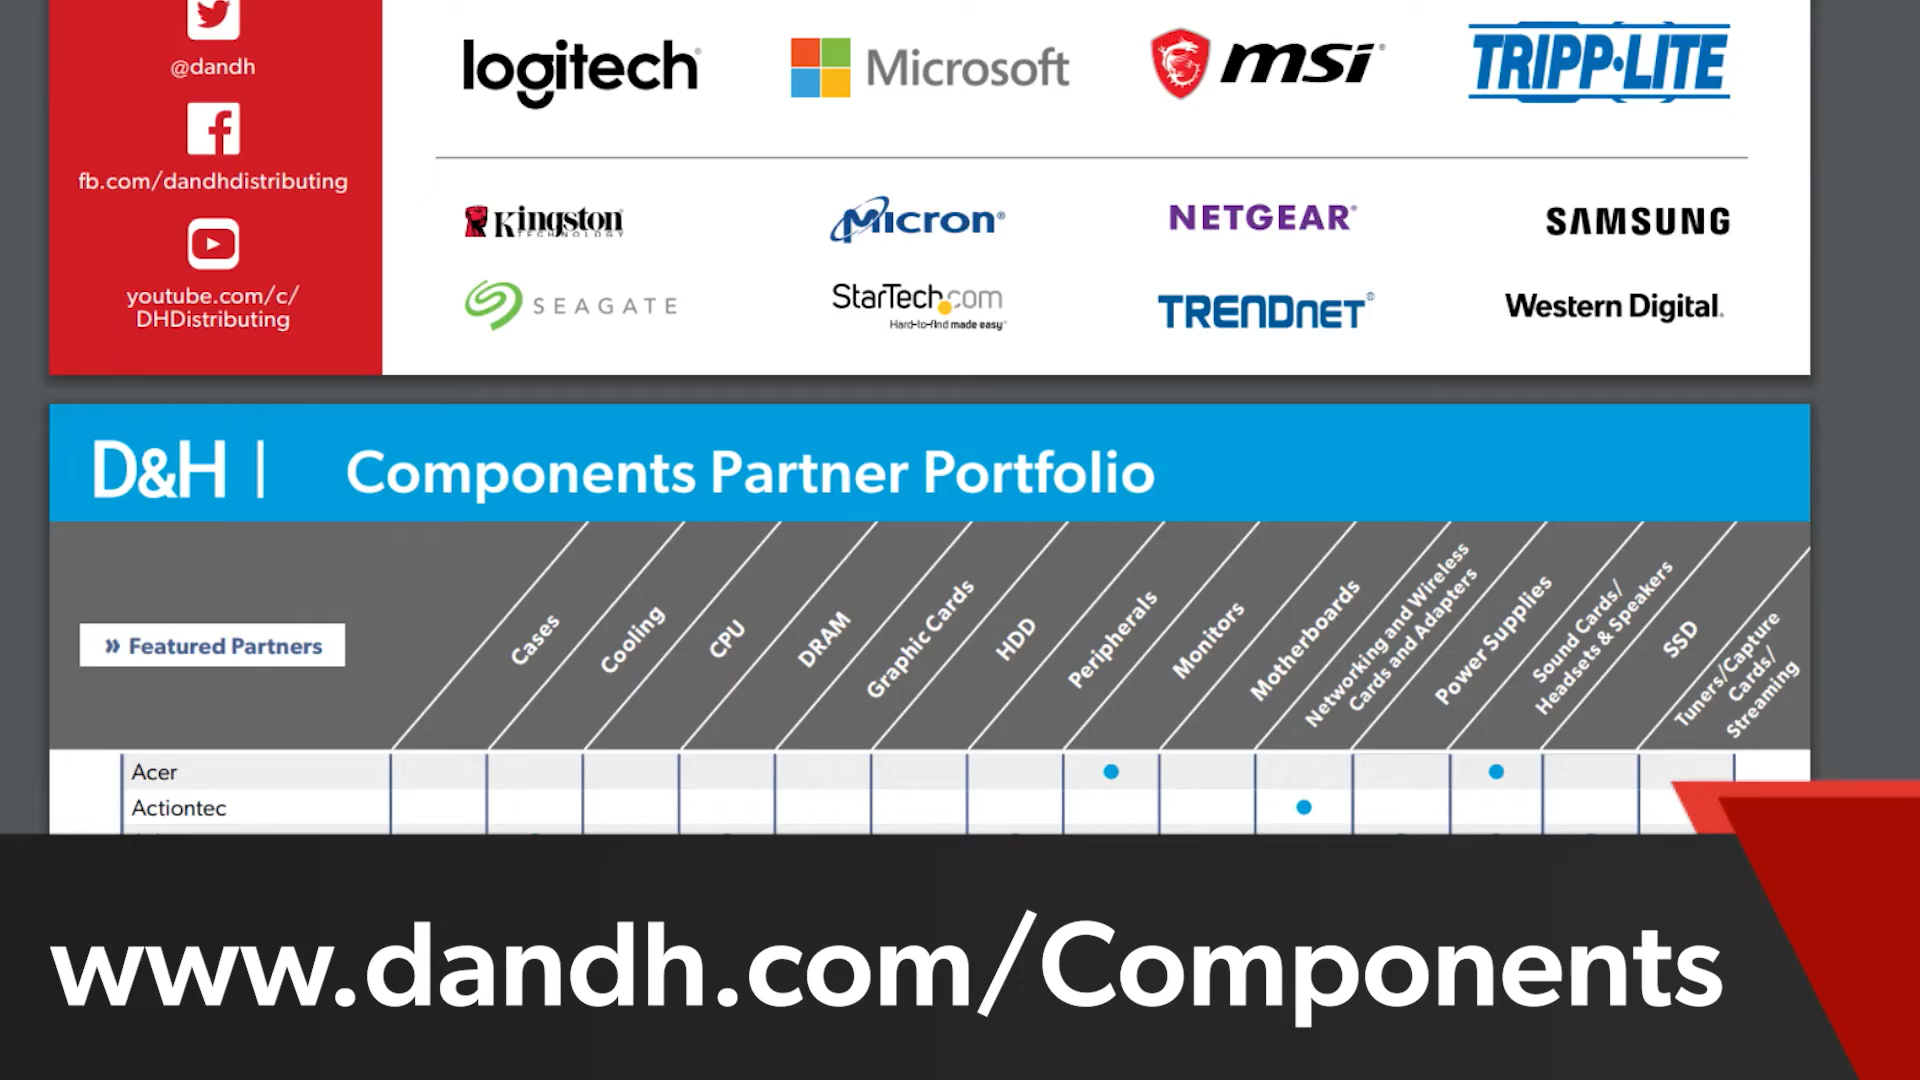 @dandh
fb.com/dandhdistributing
youtube.com/c/
DHDistributing
logitech
Microsoft
msi
TRIPP·LITE
Kingston
TECHNOLOGY
Micron
NETGEAR
SAMSUNG
SEAGATE
StarTech.com
Hard-to-find made easy
TRENDNET
Western Digital.
D&H | Components Partner Portfolio
» Featured Partners
Cases
Cooling
CPU
DRAM
Graphic Cards
HDD
Peripherals
Monitors
Motherboards
Networking and Wireless
Cards and Adapters
Power Supplies
Sound Cards/
Headsets & Speakers
SSD
Tuners/Capture
Cards/
Streaming
Acer
Actiontec
www.dandh.com/Components